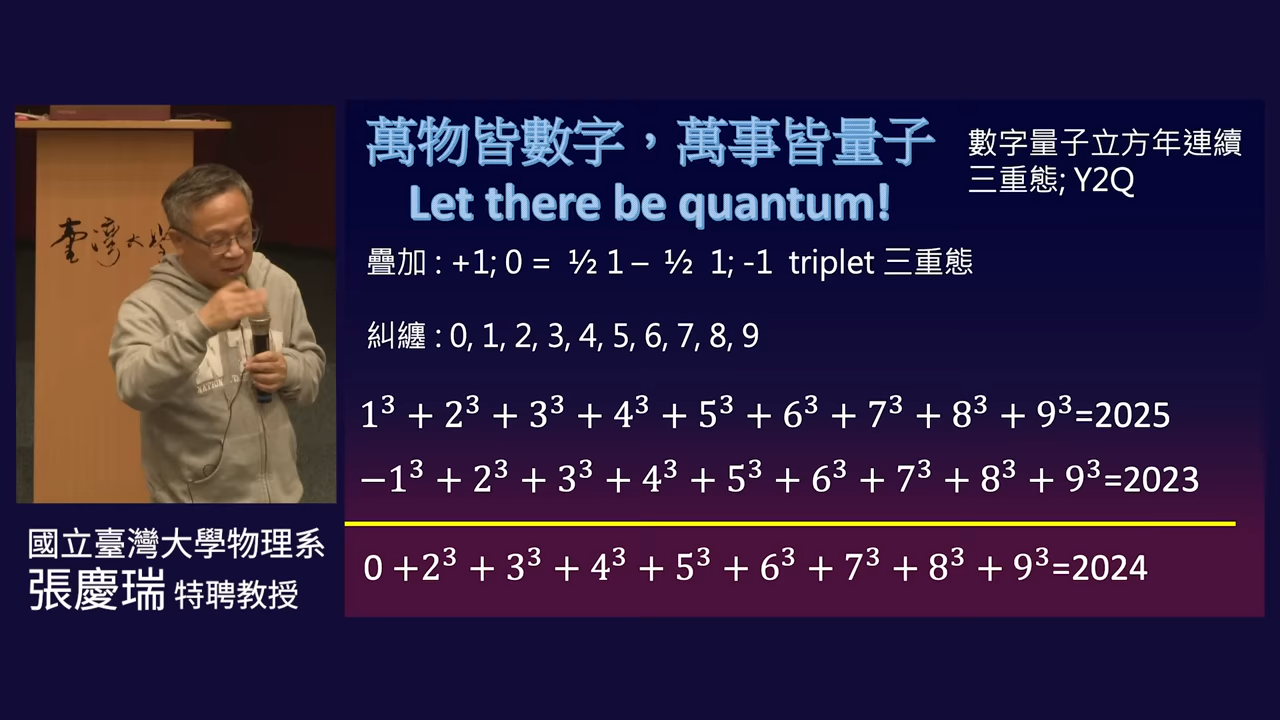 萬物皆數字，萬事皆量子
Let there be quantum!
數字量子立方年連續
三重態; Y2Q
疊加 : +1; 0 = ½ 1 – ½ 1; -1 triplet 三重態
糾纏 : 0, 1, 2, 3, 4, 5, 6, 7, 8, 9
1³ + 2³ + 3³ + 4³ + 5³ + 6³ + 7³ + 8³ + 9³=2025
−1³ + 2³ + 3³ + 4³ + 5³ + 6³ + 7³ + 8³ + 9³=2023
0 +2³ + 3³ + 4³ + 5³ + 6³ + 7³ + 8³ + 9³=2024
臺灣大學
國立臺灣大學物理系
張慶瑞 特聘教授